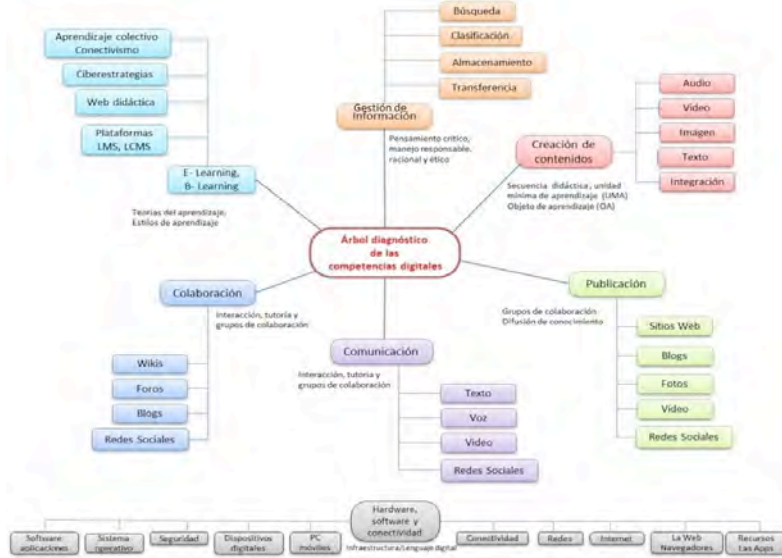 Aprendizaje colectivo
Conectivismo
Ciberestrategias
Web didáctica
Plataformas
LMS, LCMS
E- Learning,
B- Learning
Teorías del aprendizaje,
Estilos de aprendizaje
Búsqueda
Clasificación
Almacenamiento
Transferencia
Gestión de
Información
Pensamiento crítico,
manejo responsable,
racional y ético
Audio
Video
Imagen
Texto
Integración
Creación de
contenidos
Secuencia didáctica, unidad
mínima de aprendizaje (UMA)
Objeto de aprendizaje (OA)
Árbol diagnóstico
de las
competencias digitales
Colaboración
Interacción, tutoría y
grupos de colaboración
Wikis
Foros
Blogs
Redes Sociales
Comunicación
Interacción, tutoría y
grupos de colaboración
Texto
Voz
Video
Redes Sociales
Publicación
Grupos de colaboración
Difusión de conocimiento
Sitios Web
Blogs
Fotos
Video
Redes Sociales
Hardware,
software y
conectividad
Infraestructura/Lenguaje digital
Software
aplicaciones
Sistema
operativo
Seguridad
Dispositivos
digitales
PC
móviles
Conectividad
Redes
Internet
La Web
Navegadores
Recursos
Las Apps